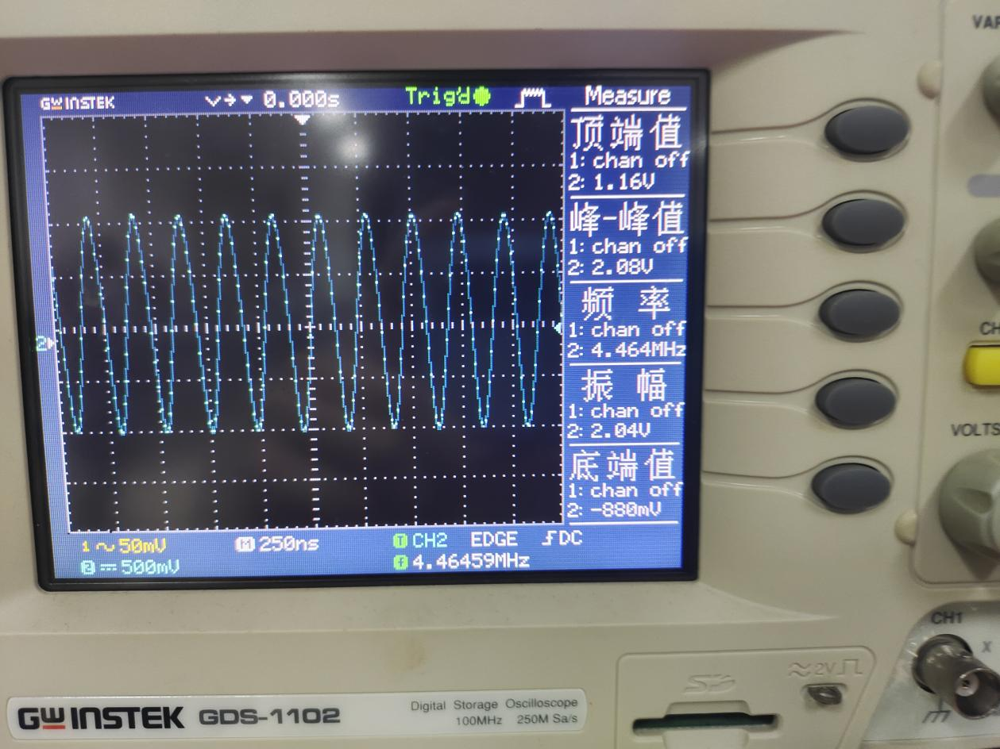 GW INSTEK
0.000s
Trig'd
Measure
顶端值
1: chan off
2: 1.16V
峰-峰值
1: chan off
2: 2.08V
频 率
1: chan off
2: 4.464MHz
振 幅
1: chan off
2: 2.04V
底端值
1: chan off
2: -880mV
2
1 ~ 50mV
M 250ns
T CH2 EDGE DC
2 500mV
f 4.46459MHz
VOLTS
CH1
X
SD
≈2V
GW INSTEK GDS-1102
Digital Storage Oscilloscope
100MHz 250M Sa/s